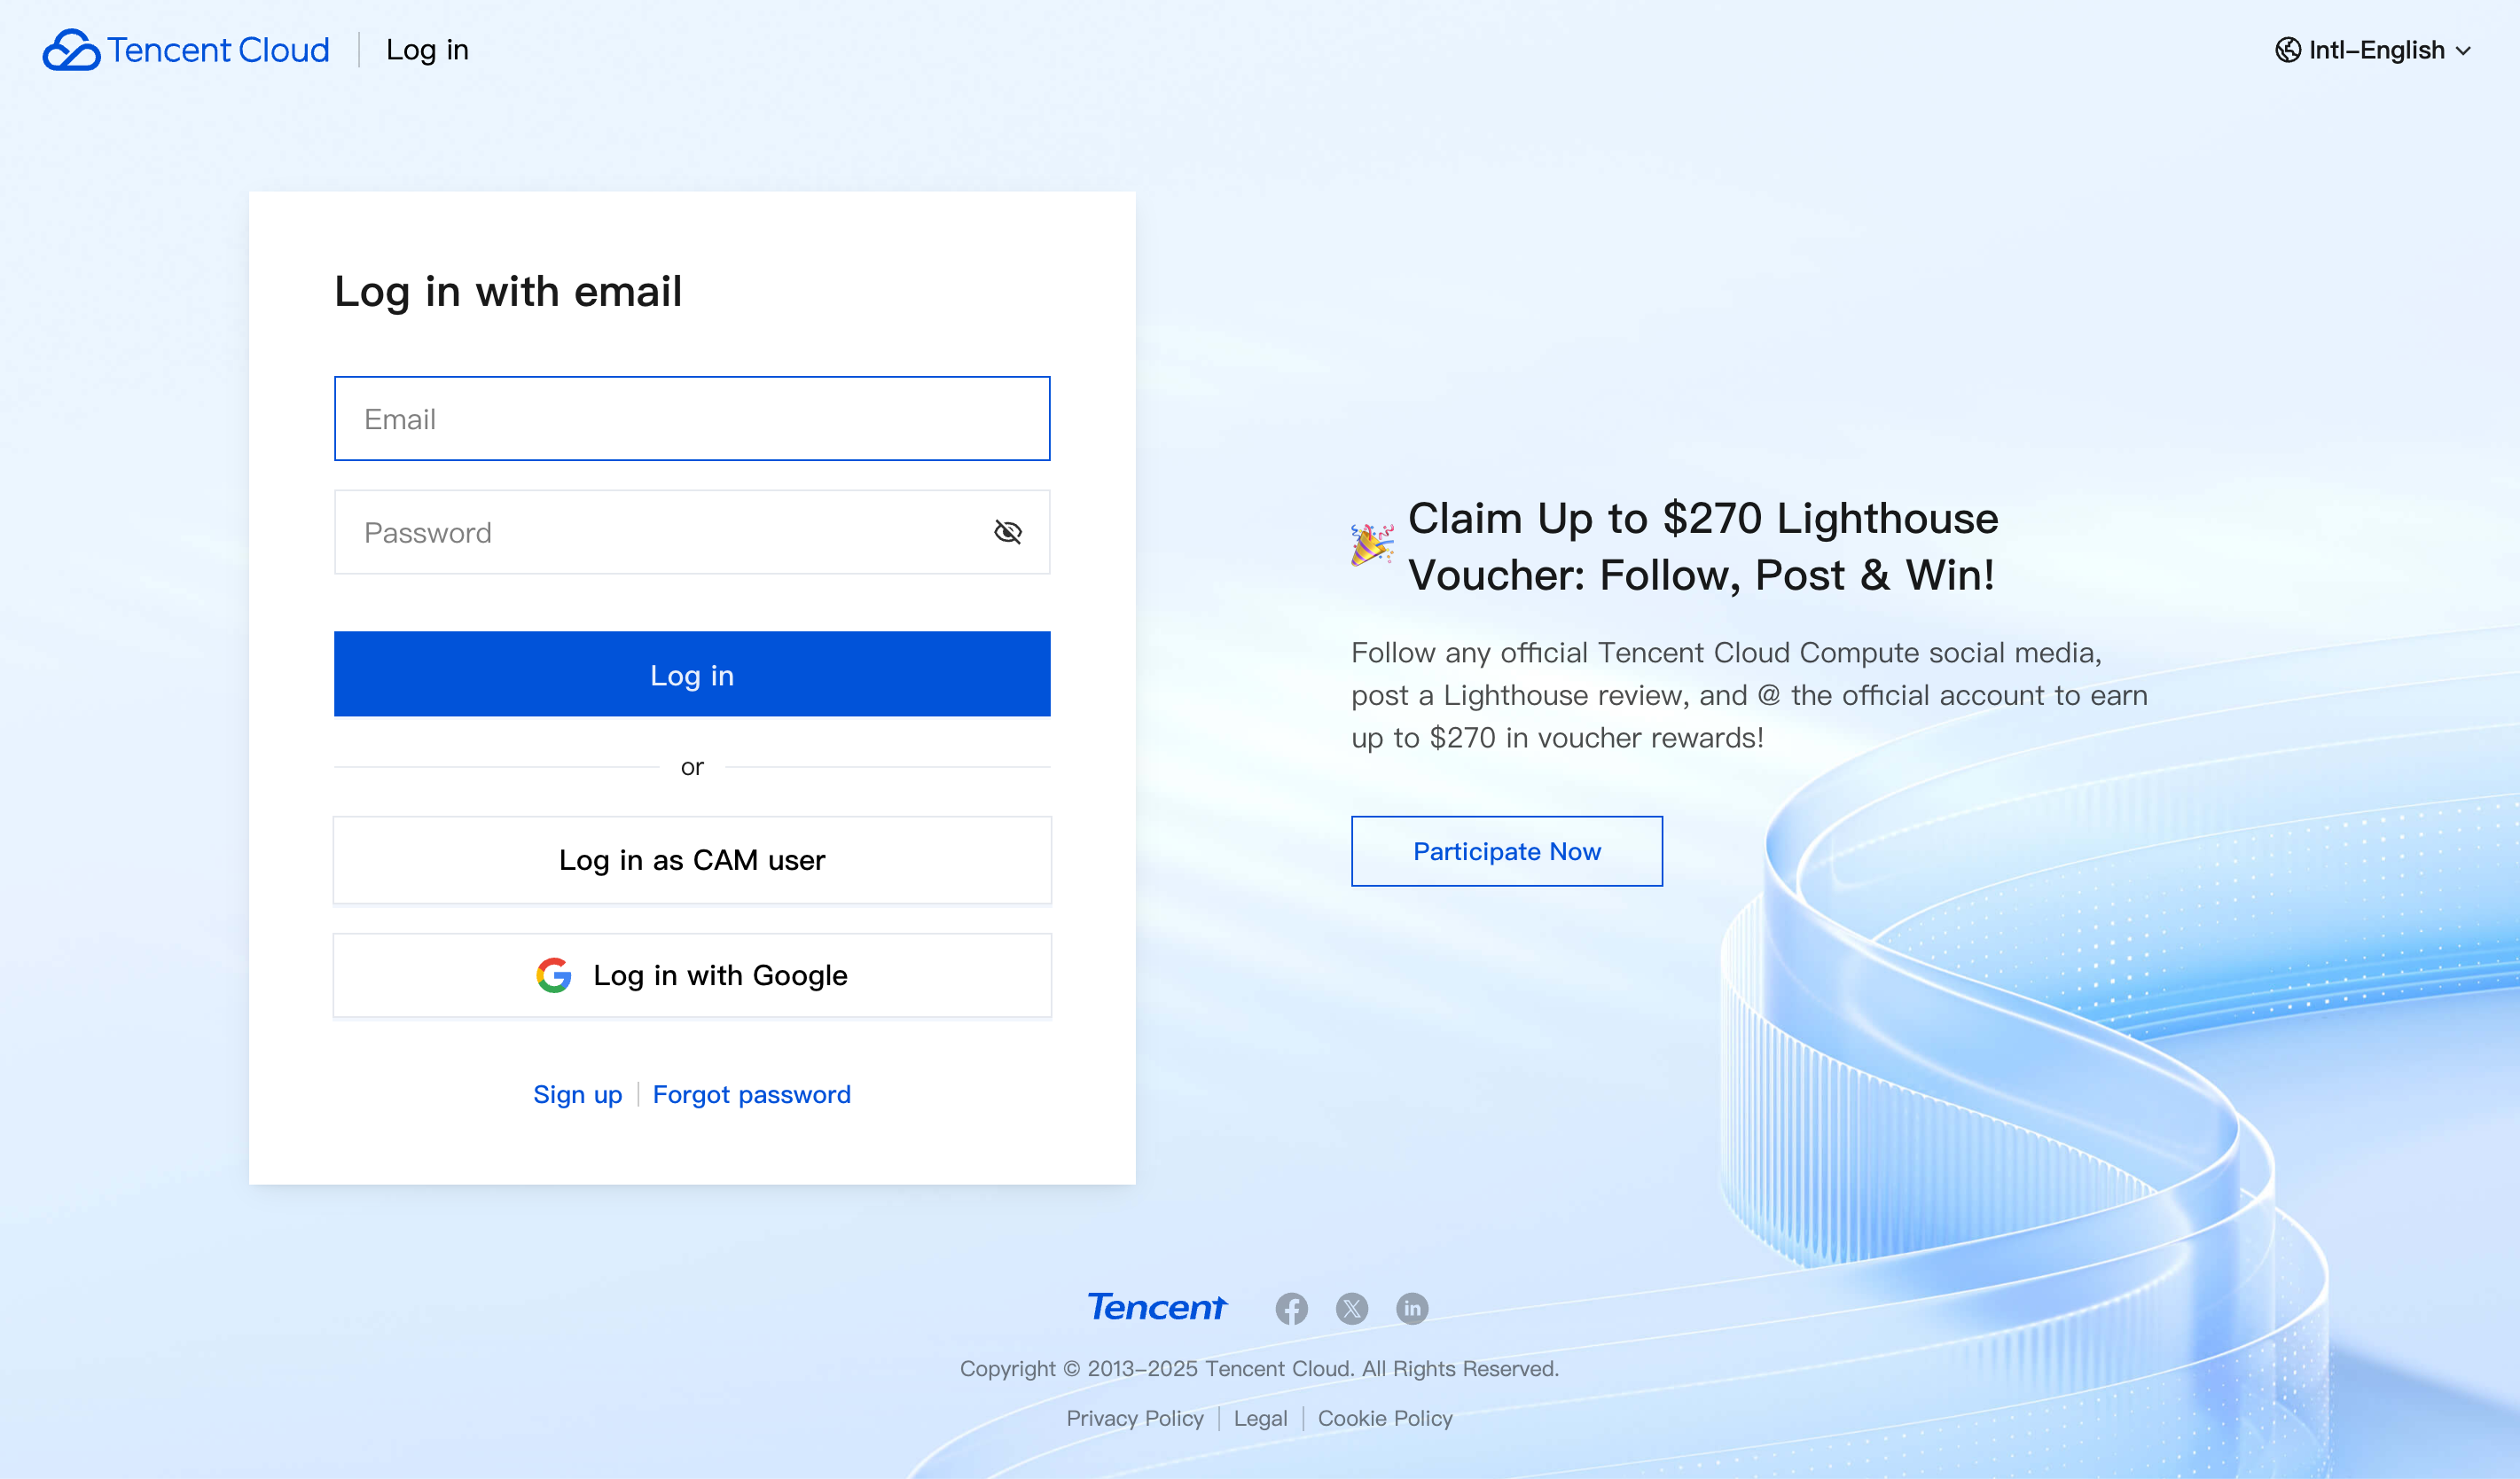 Tencent Cloud
Log in
Intl-English
Log in with email
Email
Password
Log in
or
Log in as CAM user
Log in with Google
Sign up
Forgot password
Claim Up to $270 Lighthouse
Voucher: Follow, Post & Win!
Follow any official Tencent Cloud Compute social media,
post a Lighthouse review, and @ the official account to earn
up to $270 in voucher rewards!
Participate Now
Tencent
Copyright © 2013-2025 Tencent Cloud. All Rights Reserved.
Privacy Policy
Legal
Cookie Policy